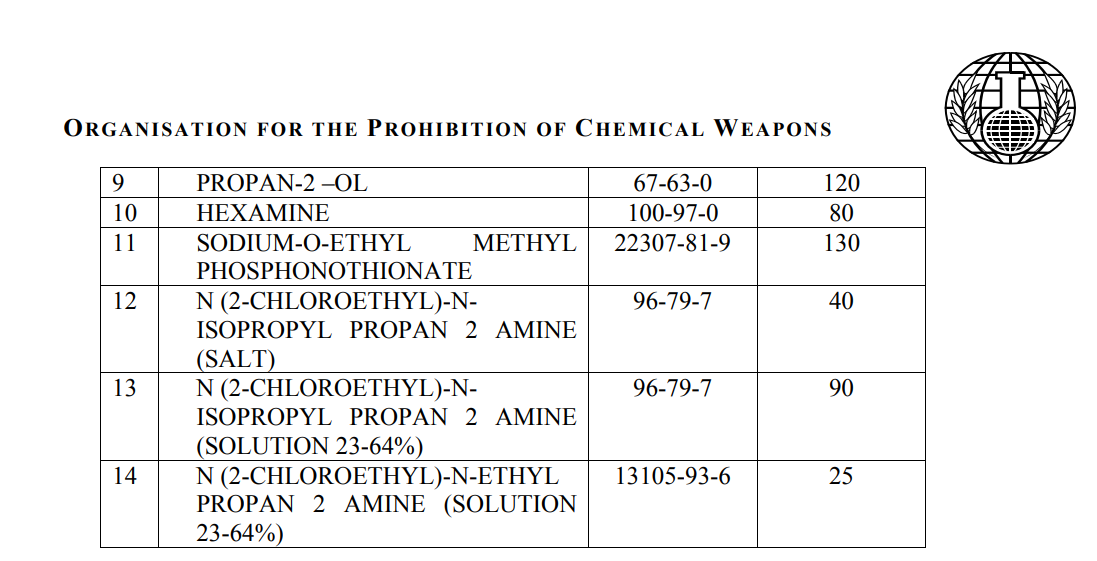 ORGANISATION FOR THE PROHIBITION OF CHEMICAL WEAPONS
9 PROPAN-2 –OL 67-63-0 120
10 HEXAMINE 100-97-0 80
11 SODIUM-O-ETHYL METHYL 22307-81-9 130
PHOSPHONOTHIONATE
12 N (2-CHLOROETHYL)-N- 96-79-7 40
ISOPROPYL PROPAN 2 AMINE
(SALT)
13 N (2-CHLOROETHYL)-N- 96-79-7 90
ISOPROPYL PROPAN 2 AMINE
(SOLUTION 23-64%)
14 N (2-CHLOROETHYL)-N-ETHYL 13105-93-6 25
PROPAN 2 AMINE (SOLUTION
23-64%)